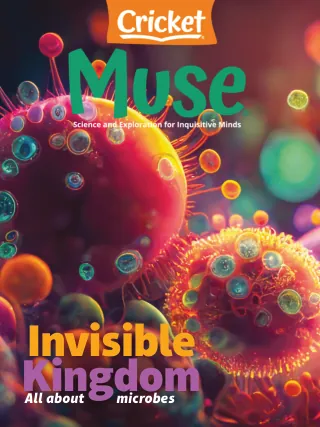 Cricket
Muse
Science and Exploration for Inquisitive Minds
Invisible
Kingdom
All about microbes